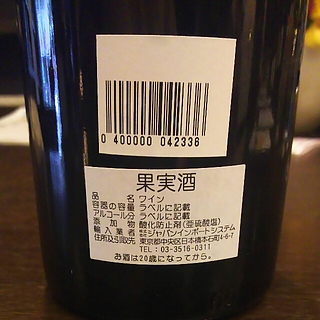 0 400000 042336
果実酒
品名 ワイン
容器の容量 ラベルに記載
アルコール分 ラベルに記載
添加物 酸化防止剤(亜硫酸塩)
輸入業者 株式会社ジャパンインポートシステム
住所及引取先 東京都中央区日本橋本石町4-6-7
TEL:03-3516-0311
お酒は20歳になってから。